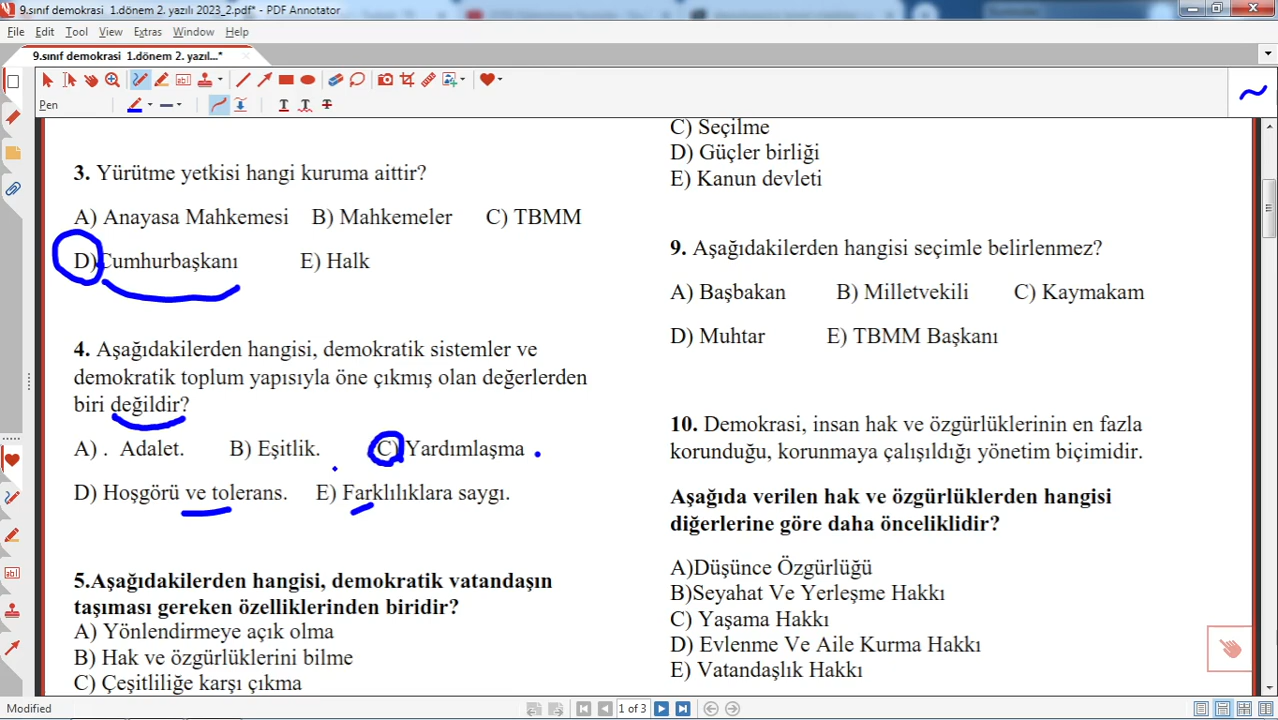 9.sınıf demokrasi 1.dönem 2. yazılı 2023_2.pdf* - PDF Annotator
File Edit Tool View Extras Window Help
9.sınıf demokrasi 1.dönem 2. yazıl...*
Pen
3. Yürütme yetkisi hangi kuruma aittir?
A) Anayasa Mahkemesi B) Mahkemeler C) TBMM
D)Cumhurbaşkanı E) Halk
4. Aşağıdakilerden hangisi, demokratik sistemler ve
demokratik toplum yapısıyla öne çıkmış olan değerlerden
biri değildir?
A) . Adalet. B) Eşitlik. C) Yardımlaşma
D) Hoşgörü ve tolerans. E) Farklılıklara saygı.
5.Aşağıdakilerden hangisi, demokratik vatandaşın
taşıması gereken özelliklerinden biridir?
A) Yönlendirmeye açık olma
B) Hak ve özgürlüklerini bilme
C) Çeşitliliğe karşı çıkma
C) Seçilme
D) Güçler birliği
E) Kanun devleti
9. Aşağıdakilerden hangisi seçimle belirlenmez?
A) Başbakan B) Milletvekili C) Kaymakam
D) Muhtar E) TBMM Başkanı
10. Demokrasi, insan hak ve özgürlüklerinin en fazla
korunduğu, korunmaya çalışıldığı yönetim biçimidir.
Aşağıda verilen hak ve özgürlüklerden hangisi
diğerlerine göre daha önceliklidir?
A)Düşünce Özgürlüğü
B)Seyahat Ve Yerleşme Hakkı
C) Yaşama Hakkı
D) Evlenme Ve Aile Kurma Hakkı
E) Vatandaşlık Hakkı
Modified
1 of 3